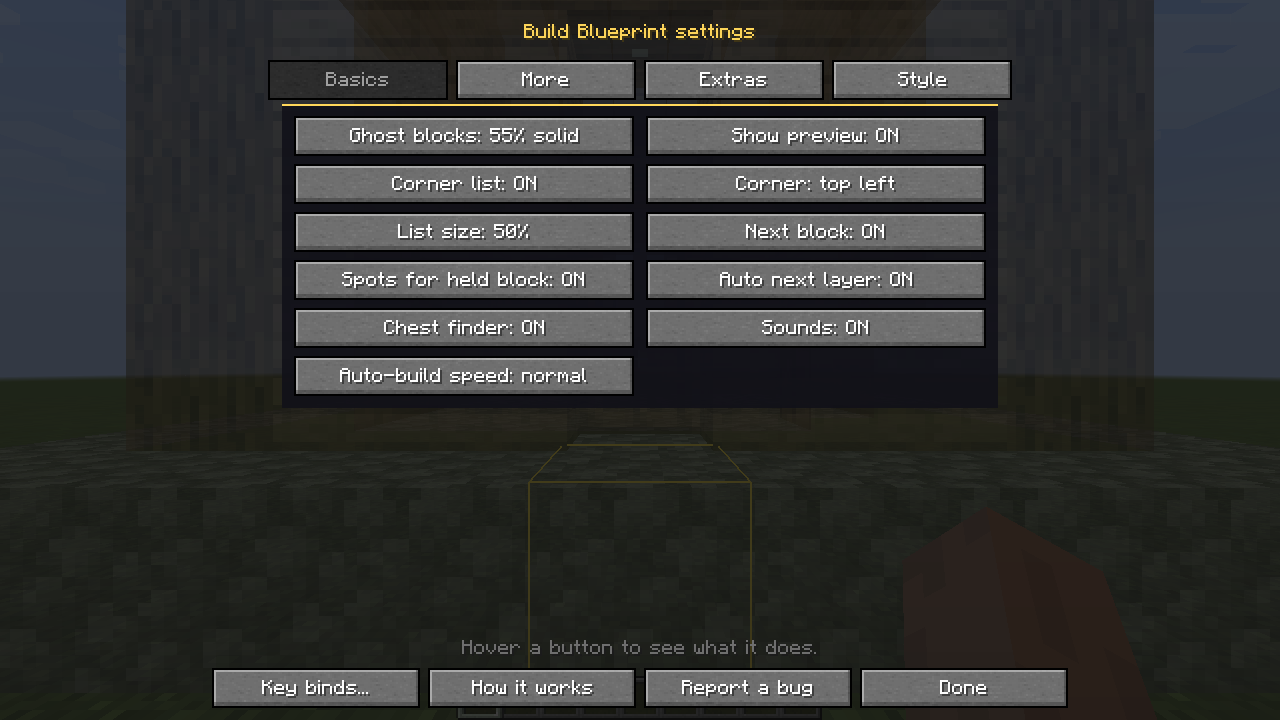 Build Blueprint settings
Basics
More
Extras
Style
Ghost blocks: 55% solid
Show preview: ON
Corner list: ON
Corner: top left
List size: 50%
Next block: ON
Spots for held block: ON
Auto next layer: ON
Chest finder: ON
Sounds: ON
Auto-build speed: normal
Hover a button to see what it does.
Key binds...
How it works
Report a bug
Done